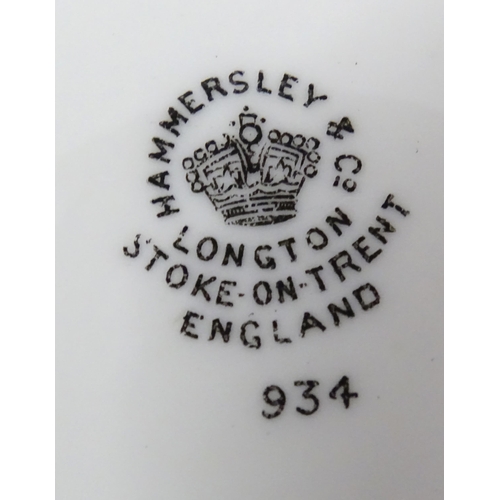 HAMMERSLEY & Co
LONGTON
STOKE-ON-TRENT
ENGLAND
934